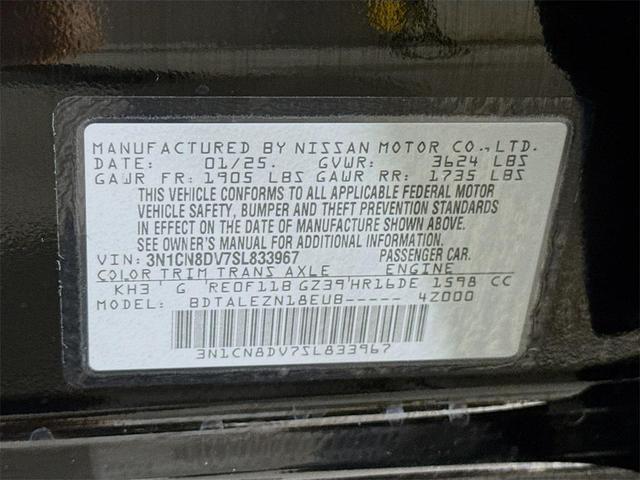 MANUFACTURED BY NISSAN MOTOR CO.,LTD.
DATE: 01/25. GVWR: 3624 LBS
GAWR FR: 1905 LBS GAWR RR: 1735 LBS
THIS VEHICLE CONFORMS TO ALL APPLICABLE FEDERAL MOTOR
VEHICLE SAFETY, BUMPER AND THEFT PREVENTION STANDARDS
IN EFFECT ON THE DATE OF MANUFACTURE SHOWN ABOVE.
SEE OWNER'S MANUAL FOR ADDITIONAL INFORMATION.
VIN: 3N1CN8DV7SL833967 PASSENGER CAR.
COLOR TRIM TRANS AXLE ENGINE
KH3 ' G 'RE0F11B GZ39'HR16DE 1598 CC
MODEL: BDTALEZN18EUB----- 4Z000
3N1CN8DV7SL833967